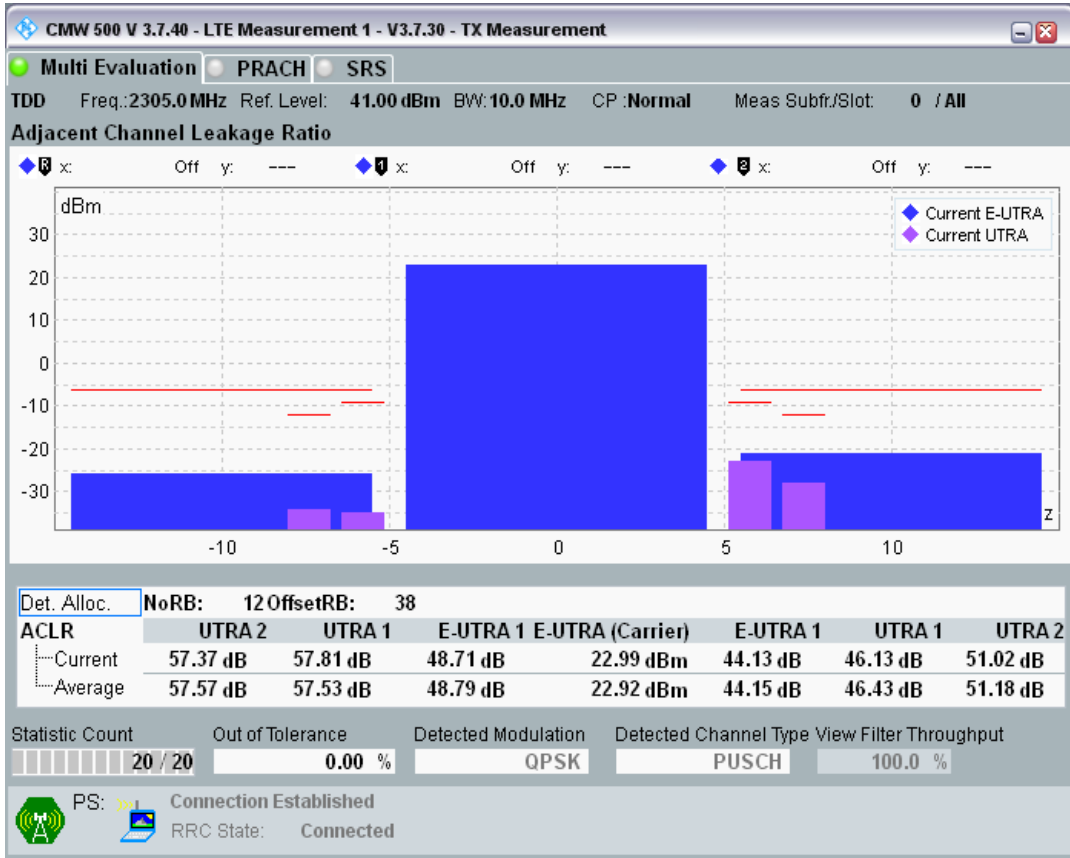 CMW 500 V 3.7.40 - LTE Measurement 1 - V3.7.30 - TX Measurement
Multi Evaluation PRACH SRS
TDD Freq.:2305.0 MHz Ref. Level: 41.00 dBm BW: 10.0 MHz CP :Normal Meas Subfr./Slot: 0 / All
Adjacent Channel Leakage Ratio
R x: Off y: --- 1 x: Off y: --- 2 x: Off y: ---
dBm
Current E-UTRA
Current UTRA
30
20
10
0
-10
-20
-30
z
-10 -5 0 5 10
Det. Alloc. NoRB: 12 OffsetRB: 38
ACLR UTRA 2 UTRA 1 E-UTRA 1 E-UTRA (Carrier) E-UTRA 1 UTRA 1 UTRA 2
Current 57.37 dB 57.81 dB 48.71 dB 22.99 dBm 44.13 dB 46.13 dB 51.02 dB
Average 57.57 dB 57.53 dB 48.79 dB 22.92 dBm 44.15 dB 46.43 dB 51.18 dB
Statistic Count Out of Tolerance Detected Modulation Detected Channel Type View Filter Throughput
20 / 20 0.00 % QPSK PUSCH 100.0 %
PS: Connection Established
RRC State: Connected